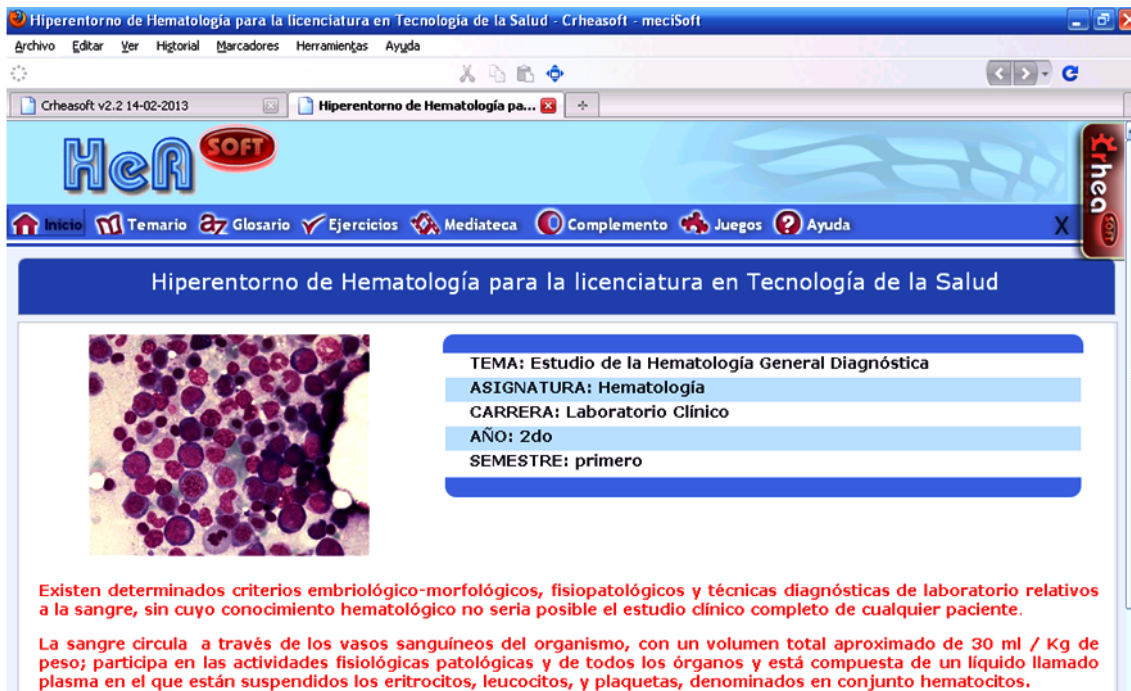 Hiperentorno de Hematología para la licenciatura en Tecnología de la Salud - Crheasoft - meciSoft
Archivo Editar Ver Historial Marcadores Herramientas Ayuda
Crheasoft v2.2 14-02-2013 Hiperentorno de Hematología pa...
HeR SOFT
Crhea SOFT
Inicio Temario az Glosario Ejercicios Mediateca Complemento Juegos ? Ayuda X
Hiperentorno de Hematología para la licenciatura en Tecnología de la Salud
TEMA: Estudio de la Hematología General Diagnóstica
ASIGNATURA: Hematología
CARRERA: Laboratorio Clínico
AÑO: 2do
SEMESTRE: primero
Existen determinados criterios embriológico-morfológicos, fisiopatológicos y técnicas diagnósticas de laboratorio relativos
a la sangre, sin cuyo conocimiento hematológico no seria posible el estudio clínico completo de cualquier paciente.
La sangre circula a través de los vasos sanguíneos del organismo, con un volumen total aproximado de 30 ml / Kg de
peso; participa en las actividades fisiológicas patológicas y de todos los órganos y está compuesta de un líquido llamado
plasma en el que están suspendidos los eritrocitos, leucocitos, y plaquetas, denominados en conjunto hematocitos.